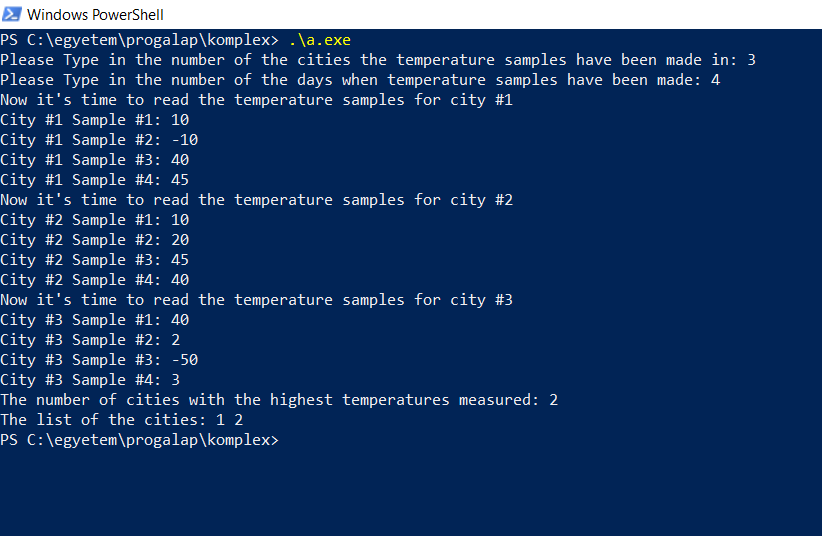 Windows PowerShell
PS C:\egyetem\progalap\komplex> .\a.exe
Please Type in the number of the cities the temperature samples have been made in: 3
Please Type in the number of the days when temperature samples have been made: 4
Now it's time to read the temperature samples for city #1
City #1 Sample #1: 10
City #1 Sample #2: -10
City #1 Sample #3: 40
City #1 Sample #4: 45
Now it's time to read the temperature samples for city #2
City #2 Sample #1: 10
City #2 Sample #2: 20
City #2 Sample #3: 45
City #2 Sample #4: 40
Now it's time to read the temperature samples for city #3
City #3 Sample #1: 40
City #3 Sample #2: 2
City #3 Sample #3: -50
City #3 Sample #4: 3
The number of cities with the highest temperatures measured: 2
The list of the cities: 1 2
PS C:\egyetem\progalap\komplex>